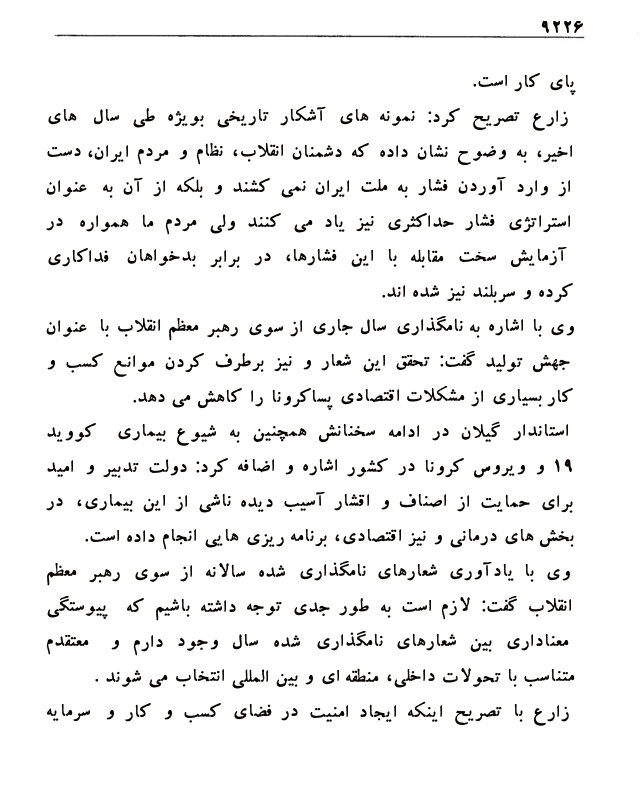 ۹۲۲۶
پای کار است.
زارع تصریح کرد: نمونه های آشکار تاریخی بویژه طی سال های
اخیر، به وضوح نشان داده که دشمنان انقلاب، نظام و مردم ایران، دست
از وارد آوردن فشار به ملت ایران نمی کشند و بلکه از آن به عنوان
استراتژی فشار حداکثری نیز یاد می کنند ولی مردم ما همواره در
آزمایش سخت مقابله با این فشارها، در برابر بدخواهان فداکاری
کرده و سربلند نیز شده اند.
وی با اشاره به نامگذاری سال جاری از سوی رهبر معظم انقلاب با عنوان
جهش تولید گفت: تحقق این شعار و نیز برطرف کردن موانع کسب و
کار بسیاری از مشکلات اقتصادی پساکرونا را کاهش می دهد.
استاندار گیلان در ادامه سخنانش همچنین به شیوع بیماری کووید
۱۹ و ویروس کرونا در کشور اشاره و اضافه کرد: دولت تدبیر و امید
برای حمایت از اصناف و اقشار آسیب دیده ناشی از این بیماری، در
بخش های درمانی و نیز اقتصادی، برنامه ریزی هایی انجام داده است.
وی با یادآوری شعارهای نامگذاری شده سالانه از سوی رهبر معظم
انقلاب گفت: لازم است به طور جدی توجه داشته باشیم که پیوستگی
معناداری بین شعارهای نامگذاری شده سال وجود دارم و معتقدم
متناسب با تحولات داخلی، منطقه ای و بین المللی انتخاب می شوند .
زارع با تصریح اینکه ایجاد امنیت در فضای کسب و کار و سرمایه